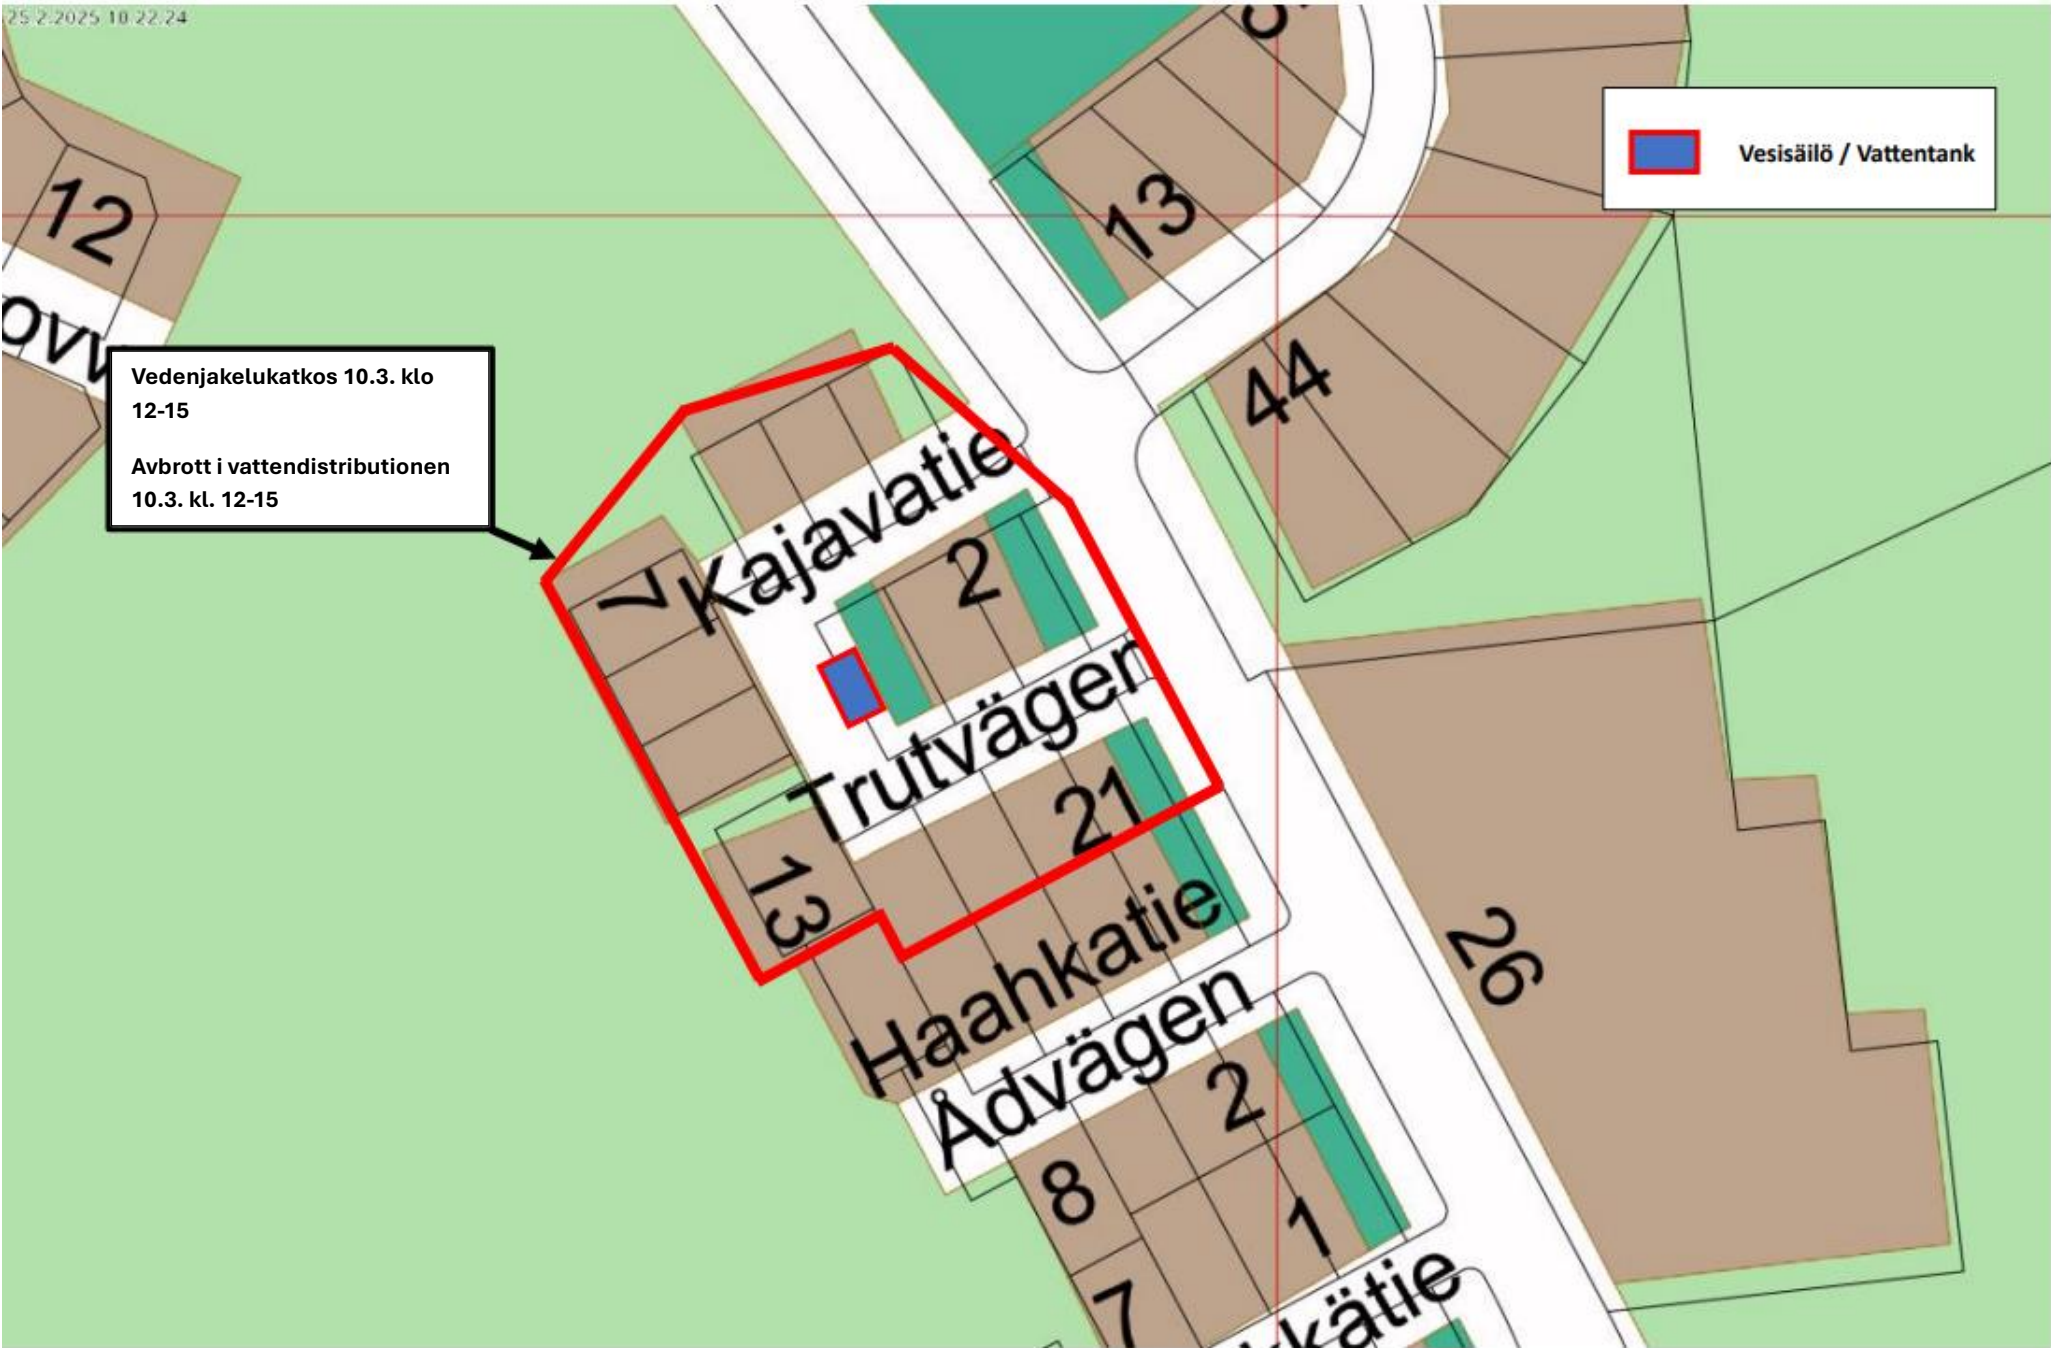 25.2.2025 10.22.24
13
12
Vesisäilö / Vattentank
44
Vedenjakelukatkos 10.3. klo
12-15
Avbrott i vattendistributionen
10.3. kl. 12-15
Kajavatie
7
2
Trutvägen
21
13
Haahkatie
Ådvägen
26
2
8
1
7